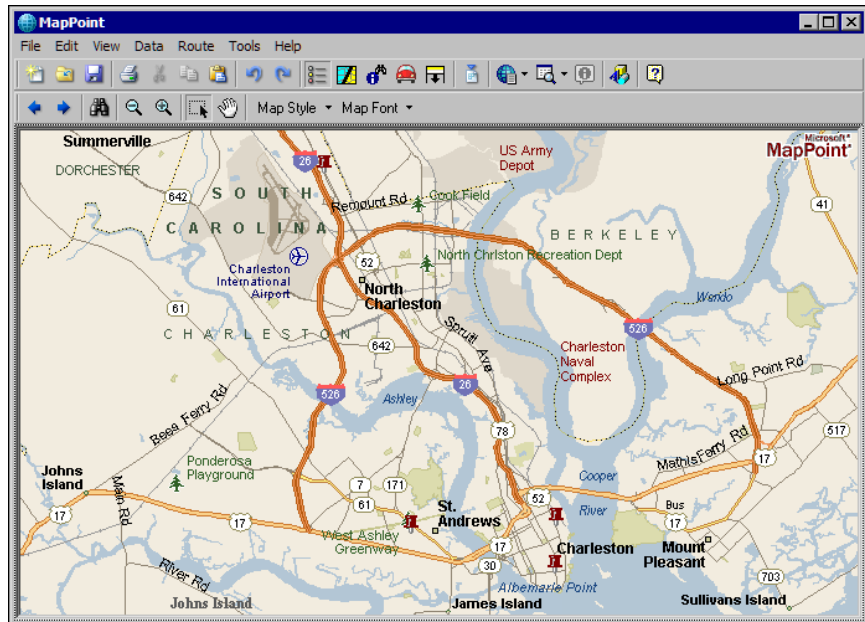 MapPoint
File Edit View Data Route Tools Help
Map Style Map Font
Summerville
DORCHESTER
26
US Army
Depot
Microsoft
MapPoint
642
SOUTH
CAROLINA
Remount Rd
Cook Field
41
BERKELEY
52
North Chrlston Recreation Dept
Charleston
International
Airport
North
Charleston
Wando
61
CHARLESTON
642
Spruill Ave
526
Charleston
Naval
Complex
Long Point Rd
526
Ashley
26
Bees Ferry Rd
78
517
Mathis Ferry Rd
17
Johns
Island
Ponderosa
Playground
Main Rd
7
171
Cooper
River
52
61
St.
Andrews
Bus
17
17
17
West Ashley
Greenway
17
Charleston
Mount
Pleasant
30
River Rd
Albemarle Point
703
Johns Island
James Island
Sullivans Island